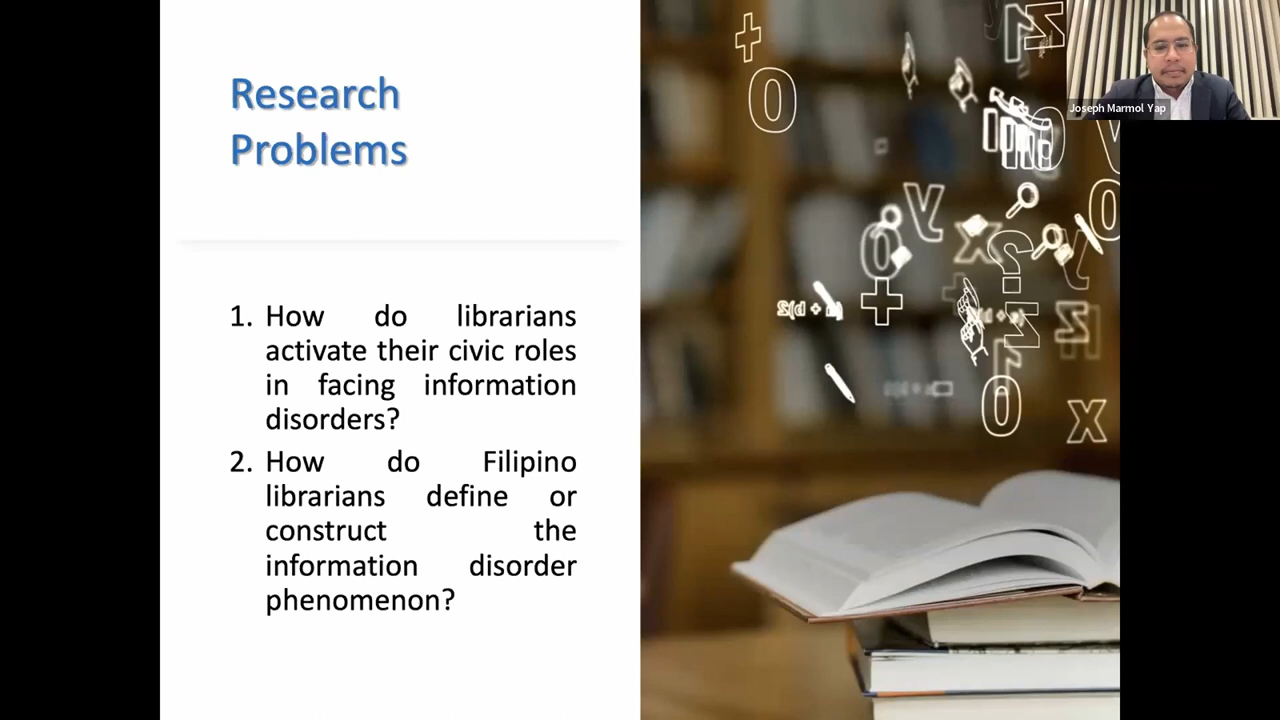 Research
Problems
1. How do librarians
activate their civic roles
in facing information
disorders?
2. How do Filipino
librarians define or
construct the
information disorder
phenomenon?
Joseph Marmol Yap